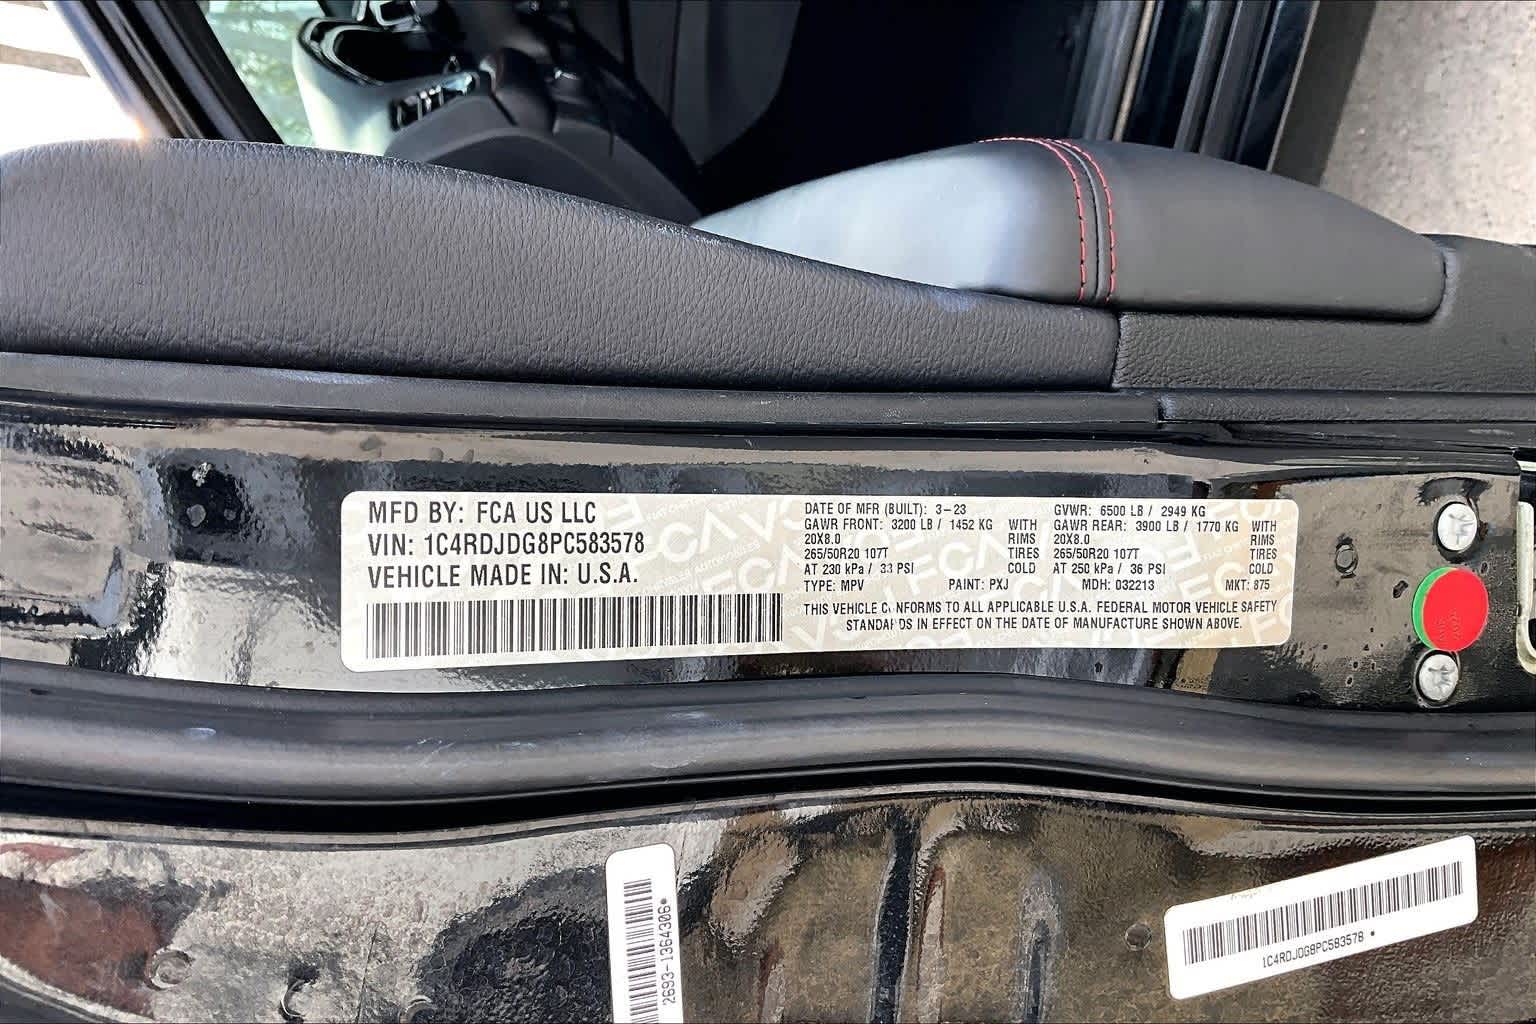 MFD BY: FCA US LLC
VIN: 1C4RDJDG8PC583578
VEHICLE MADE IN: U.S.A.
DATE OF MFR (BUILT): 3-23
GAWR FRONT: 3200 LB / 1452 KG WITH
20X8.0 RIMS
265/50R20 107T TIRES
AT 230 kPa / 33 PSI COLD
TYPE: MPV
GVWR: 6500 LB / 2949 KG
GAWR REAR: 3900 LB / 1770 KG WITH
20X8.0 RIMS
265/50R20 107T TIRES
AT 250 kPa / 36 PSI COLD
PAINT: PXJ MDH: 032213 MKT: 875
THIS VEHICLE C NFORMS TO ALL APPLICABLE U.S.A. FEDERAL MOTOR VEHICLE SAFETY
STANDA DS IN EFFECT ON THE DATE OF MANUFACTURE SHOWN ABOVE.
2693-1364306*
1C4RDJDG8PC583578 *